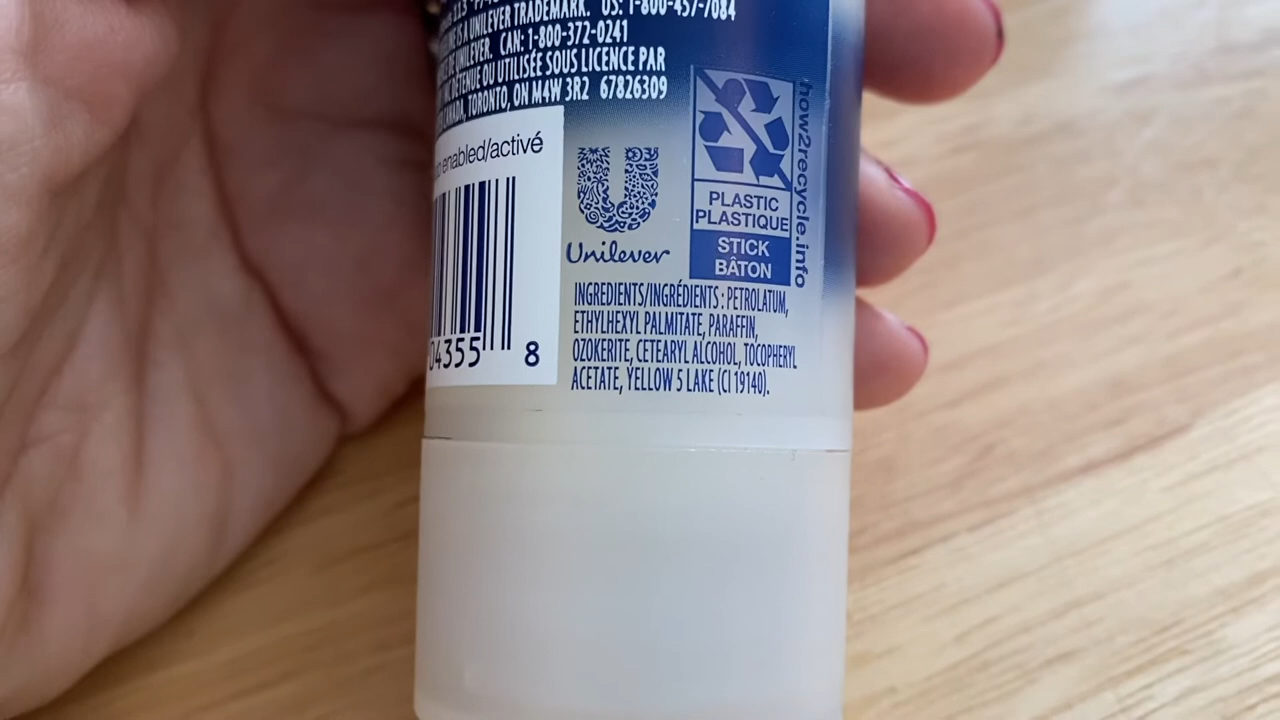 IS A UNILEVER TRADEMARK. US: 1-800-457-7084
DE UNILEVER. CAN: 1-800-372-0241
DÉTENUE OU UTILISÉE SOUS LICENCE PAR
CANADA, TORONTO, ON M4W 3R2 67826309
enabled/activé
04355 8
Unilever
PLASTIC
PLASTIQUE
STICK
BÂTON
how2recycle.info
INGREDIENTS/INGRÉDIENTS : PETROLATUM,
ETHYLHEXYL PALMITATE, PARAFFIN,
OZOKERITE, CETEARYL ALCOHOL, TOCOPHERYL
ACETATE, YELLOW 5 LAKE (CI 19140).